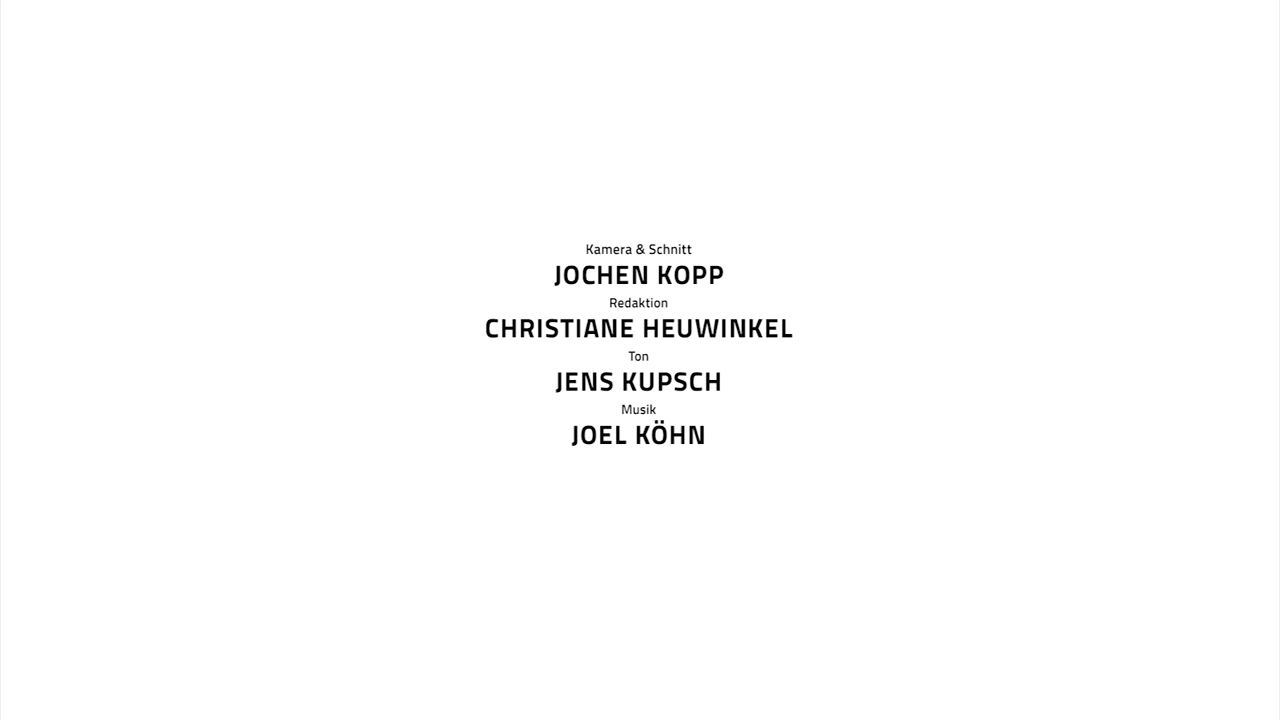 Kamera & Schnitt
JOCHEN KOPP
Redaktion
CHRISTIANE HEUWINKEL
Ton
JENS KUPSCH
Musik
JOEL KÖHN